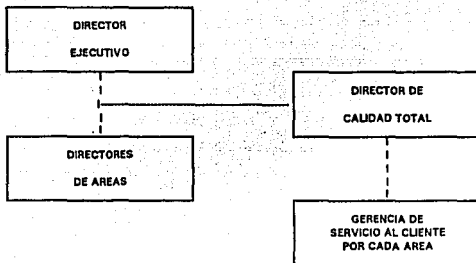 DIRECTOR
EJECUTIVO
DIRECTOR DE
CALIDAD TOTAL
DIRECTORES
DE AREAS
GERENCIA DE
SERVICIO AL CLIENTE
POR CADA AREA